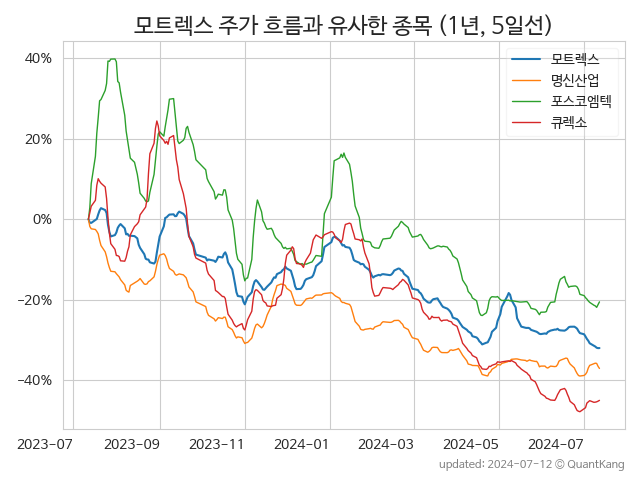 모트렉스 주가 흐름과 유사한 종목 (1년, 5일선)
모트렉스
명신산업
포스코엠텍
큐렉소
40%
20%
0%
−20%
−40%
2023-07 2023-09 2023-11 2024-01 2024-03 2024-05 2024-07
updated: 2024-07-12 © QuantKang